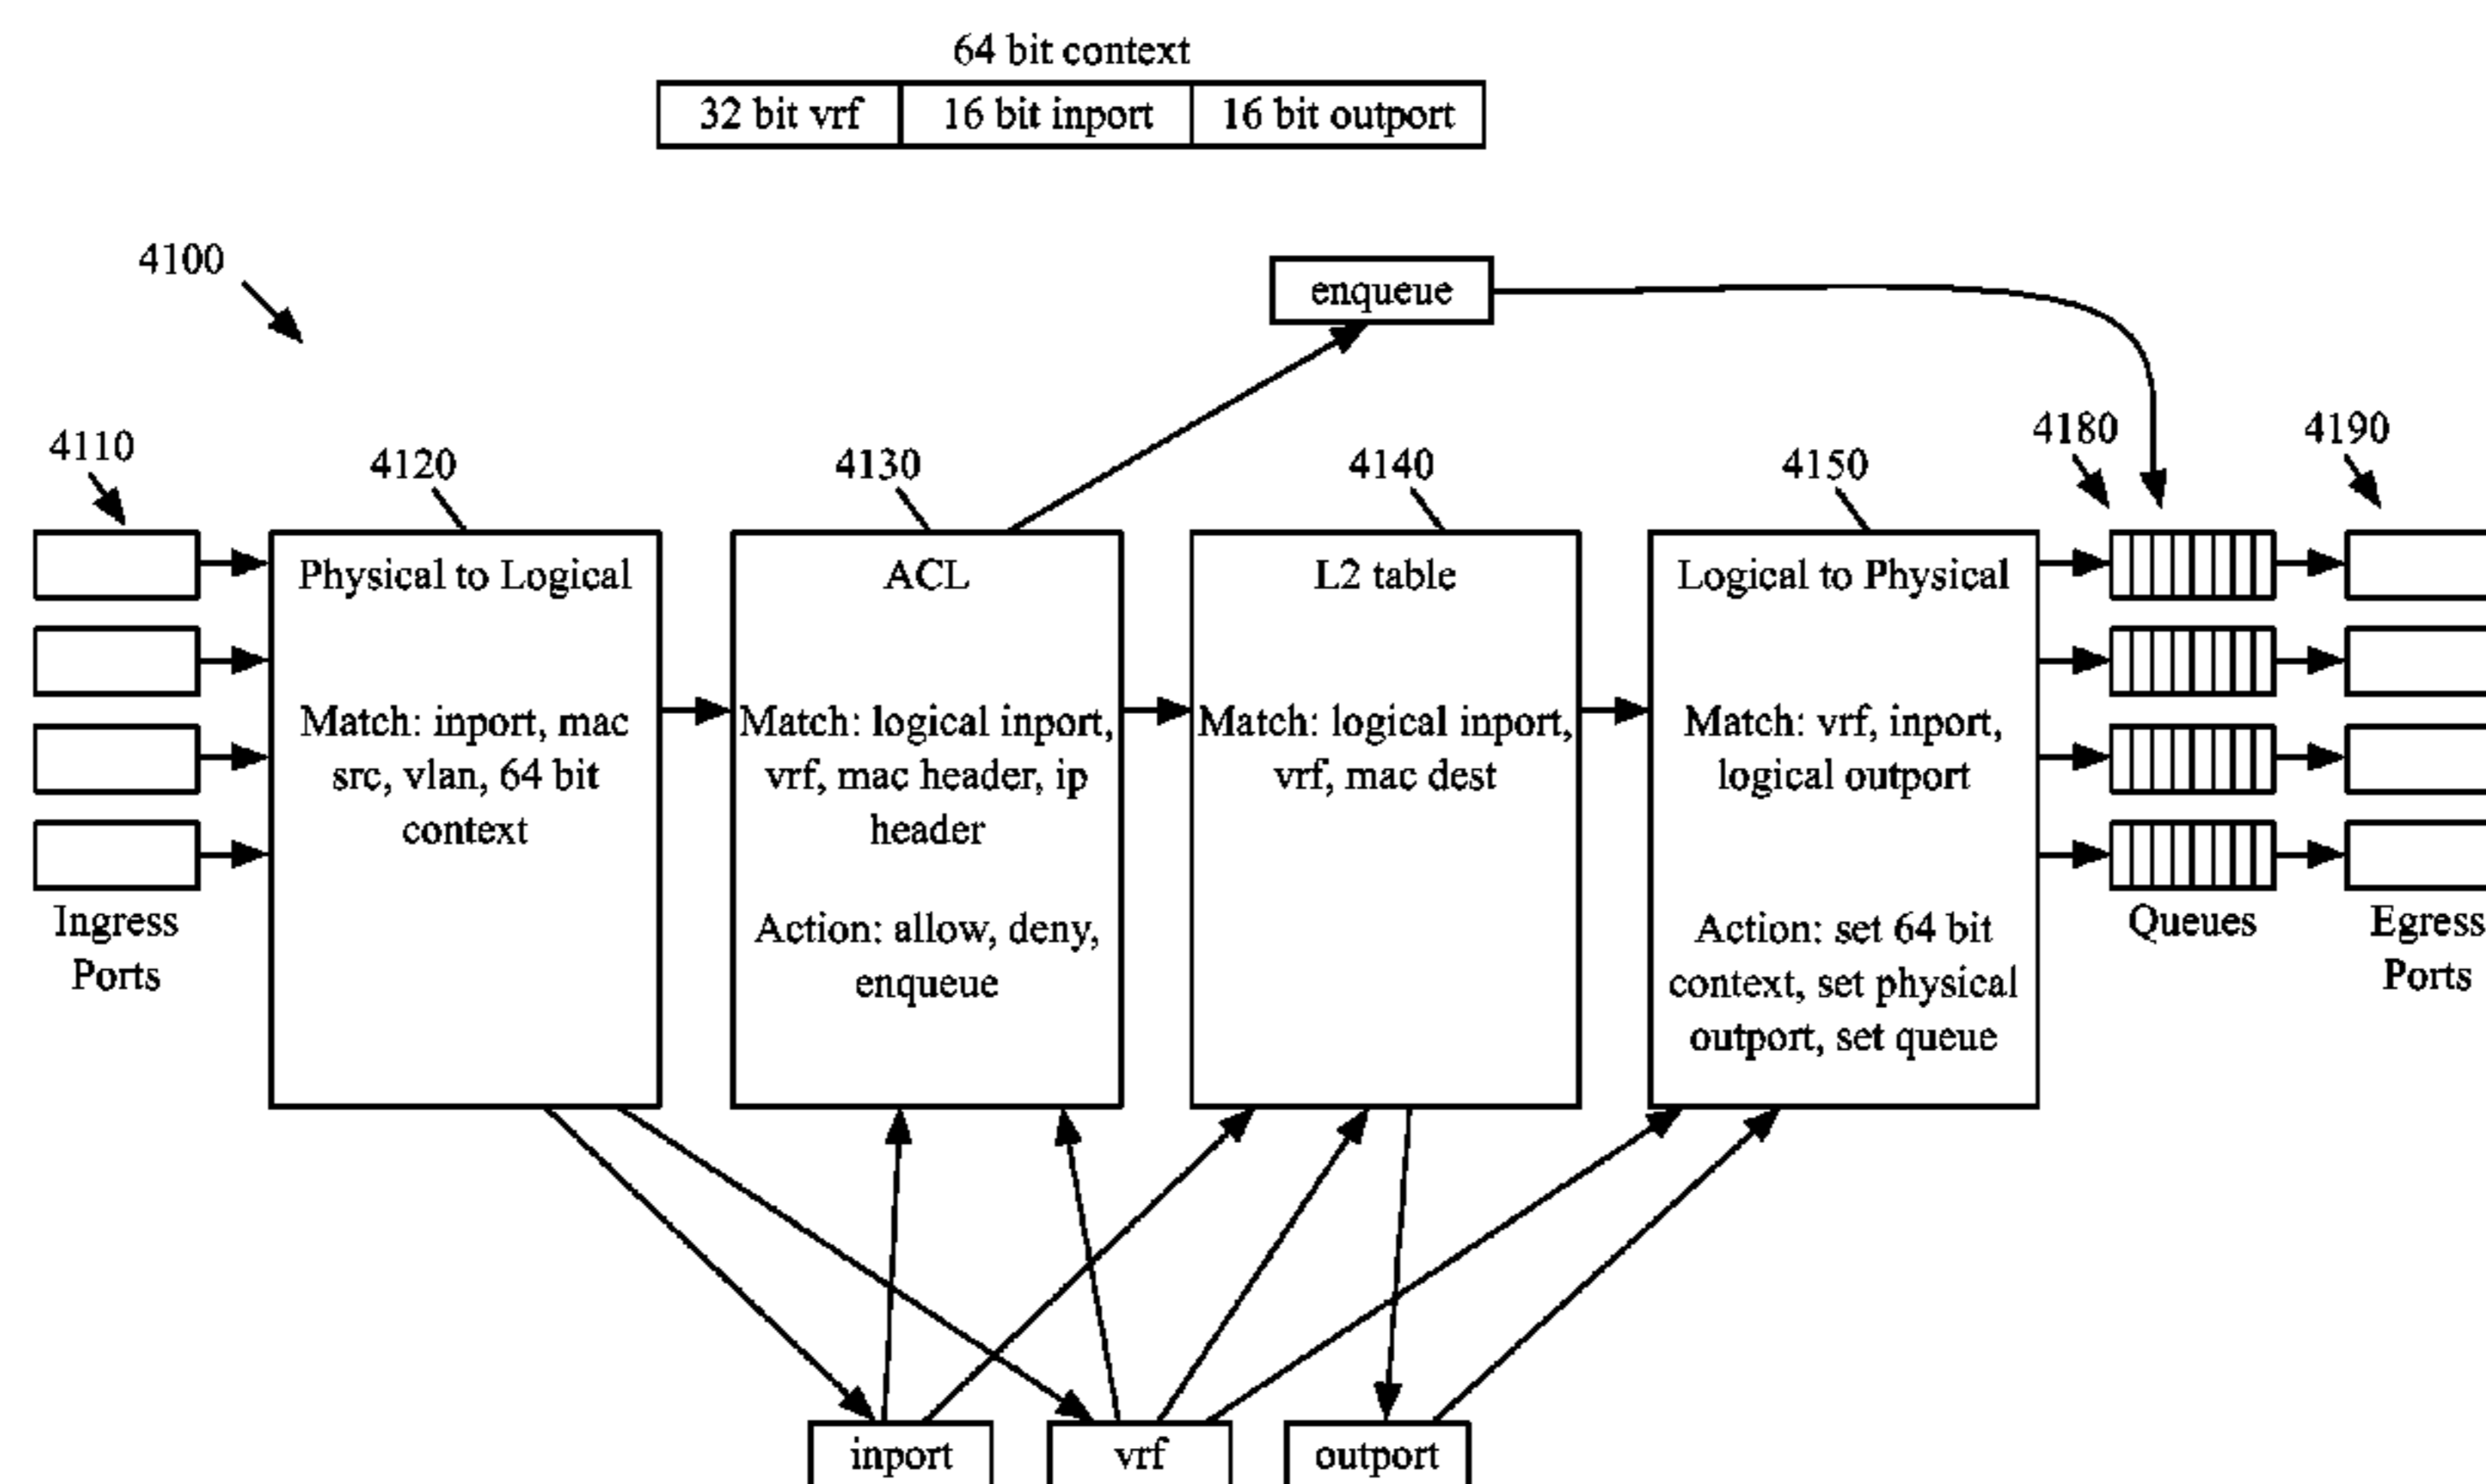 64 bit context
32 bit vrf
16 bit inport
16 bit outport
4100
enqueue
4110
4120
4130
4140
4150
4180
4190
Physical to Logical
Match: inport, mac
src, vlan, 64 bit
context
ACL
Match: logical inport,
vrf, mac header, ip
header
Action: allow, deny,
enqueue
L2 table
Match: logical inport,
vrf, mac dest
Logical to Physical
Match: vrf, inport,
logical outport
Action: set 64 bit
context, set physical
outport, set queue
Ingress
Ports
Queues
Egress
Ports
inport
vrf
outport